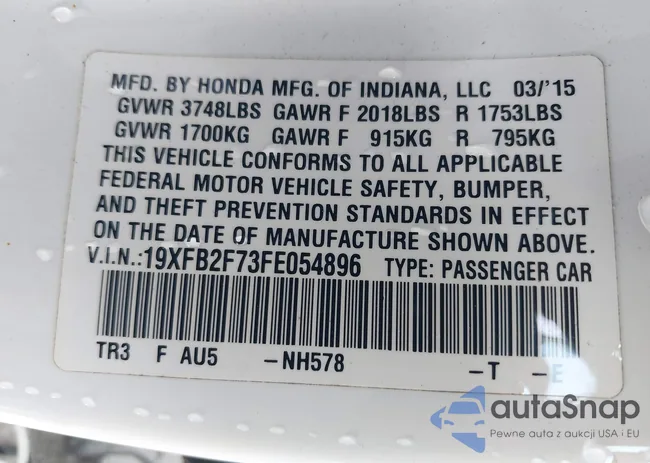 MFD. BY HONDA MFG. OF INDIANA, LLC 03/'15
GVWR 3748LBS GAWR F 2018LBS R 1753LBS
GVWR 1700KG GAWR F 915KG R 795KG
THIS VEHICLE CONFORMS TO ALL APPLICABLE
FEDERAL MOTOR VEHICLE SAFETY, BUMPER,
AND THEFT PREVENTION STANDARDS IN EFFECT
ON THE DATE OF MANUFACTURE SHOWN ABOVE.
V.I.N.:19XFB2F73FE054896 TYPE: PASSENGER CAR
TR3 F AU5 -NH578 -T -E
autaSnap
Pewne auta z aukcji USA i EU